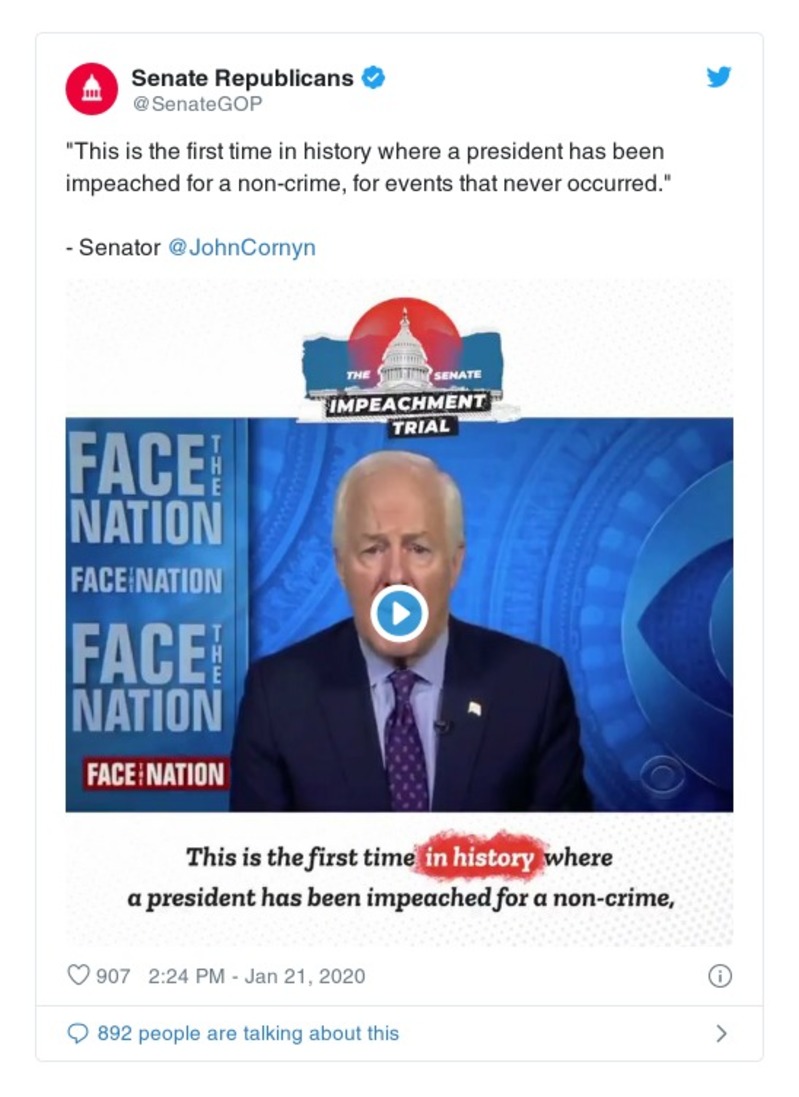 Senate Republicans
@SenateGOP
"This is the first time in history where a president has been
impeached for a non-crime, for events that never occurred."
- Senator @JohnCornyn
THE SENATE
IMPEACHMENT
TRIAL
FACE THE
NATION
FACE THE NATION
FACE THE
NATION
FACE THE NATION
This is the first time in history where
a president has been impeached for a non-crime,
907 2:24 PM - Jan 21, 2020
892 people are talking about this